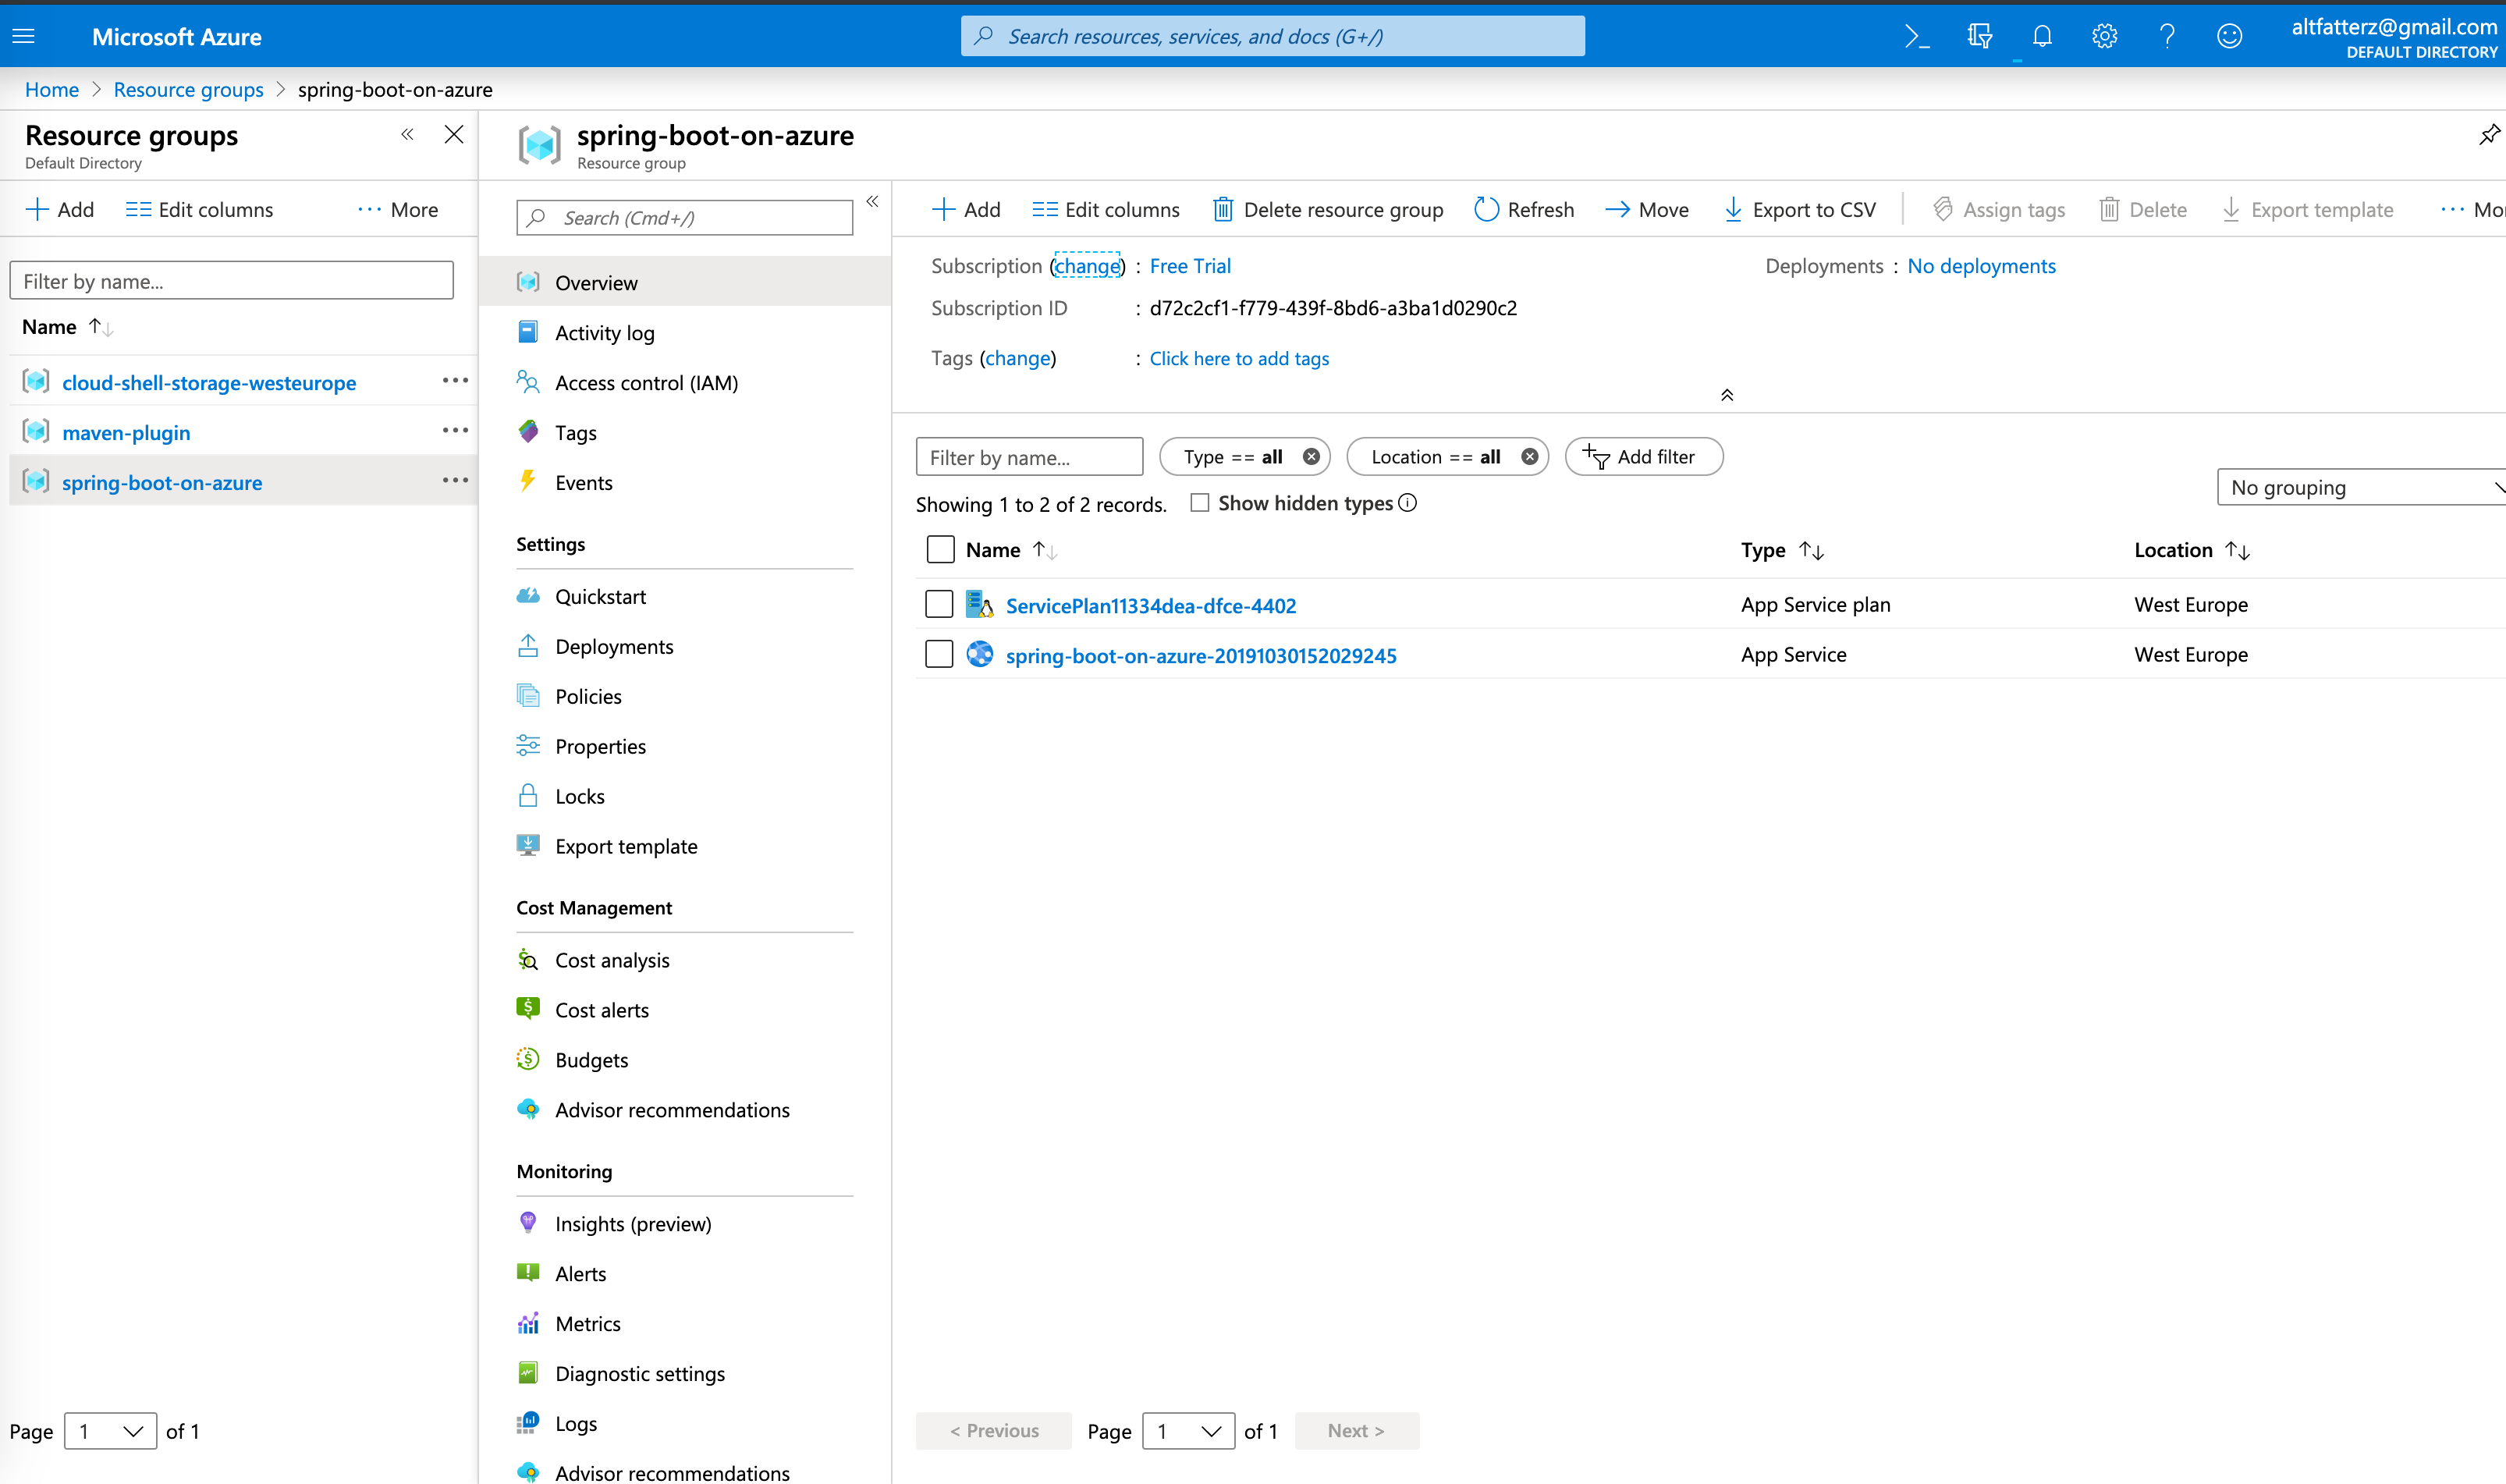 Microsoft Azure
Search resources, services, and docs (G+/)
altfatterz@gmail.com
DEFAULT DIRECTORY
Home > Resource groups > spring-boot-on-azure
Resource groups
Default Directory
Add Edit columns ... More
Filter by name...
Name
cloud-shell-storage-westeurope
maven-plugin
spring-boot-on-azure
Page 1 of 1
spring-boot-on-azure
Resource group
Search (Cmd+/)
Overview
Activity log
Access control (IAM)
Tags
Events
Settings
Quickstart
Deployments
Policies
Properties
Locks
Export template
Cost Management
Cost analysis
Cost alerts
Budgets
Advisor recommendations
Monitoring
Insights (preview)
Alerts
Metrics
Diagnostic settings
Logs
Advisor recommendations
Add Edit columns Delete resource group Refresh Move Export to CSV Assign tags Delete Export template ... Mo
Subscription (change) : Free Trial
Deployments : No deployments
Subscription ID : d72c2cf1-f779-439f-8bd6-a3ba1d0290c2
Tags (change) : Click here to add tags
Filter by name...
Type == all
Location == all
Add filter
Showing 1 to 2 of 2 records.
Show hidden types
No grouping
Name Type Location
ServicePlan11334dea-dfce-4402 App Service plan West Europe
spring-boot-on-azure-20191030152029245 App Service West Europe
< Previous Page 1 of 1 Next >